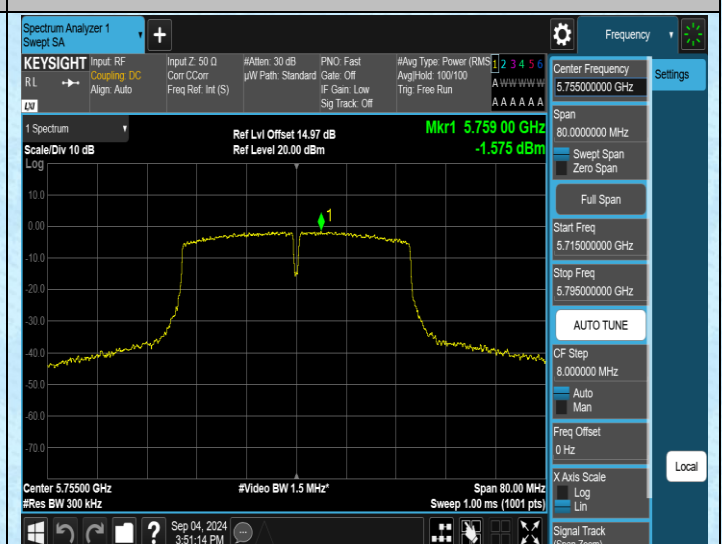 Spectrum Analyzer 1
Swept SA
Frequency
KEYSIGHT
RL
Input: RF
Coupling: DC
Align: Auto
Input Z: 50 Ω
Corr CCorr
Freq Ref: Int (S)
#Atten: 30 dB
µW Path: Standard
PNO: Fast
Gate: Off
IF Gain: Low
Sig Track: Off
#Avg Type: Power (RMS
Avg|Hold: 100/100
Trig: Free Run
1 2 3 4 5 6
A W W W W W
A A A A A A
Center Frequency
5.755000000 GHz
Settings
Span
80.0000000 MHz
Swept Span
Zero Span
Full Span
Start Freq
5.715000000 GHz
Stop Freq
5.795000000 GHz
AUTO TUNE
CF Step
8.000000 MHz
Auto
Man
Freq Offset
0 Hz
X Axis Scale
Log
Lin
Signal Track
(Span Zoom)
Local
1 Spectrum
Scale/Div 10 dB
Log
Ref Lvl Offset 14.97 dB
Ref Level 20.00 dBm
Mkr1 5.759 00 GHz
-1.575 dBm
1
10.0
0.00
-10.0
-20.0
-30.0
-40.0
-50.0
-60.0
-70.0
Center 5.75500 GHz
#Res BW 300 kHz
#Video BW 1.5 MHz*
Span 80.00 MHz
Sweep 1.00 ms (1001 pts)
?
Sep 04, 2024
3:51:14 PM